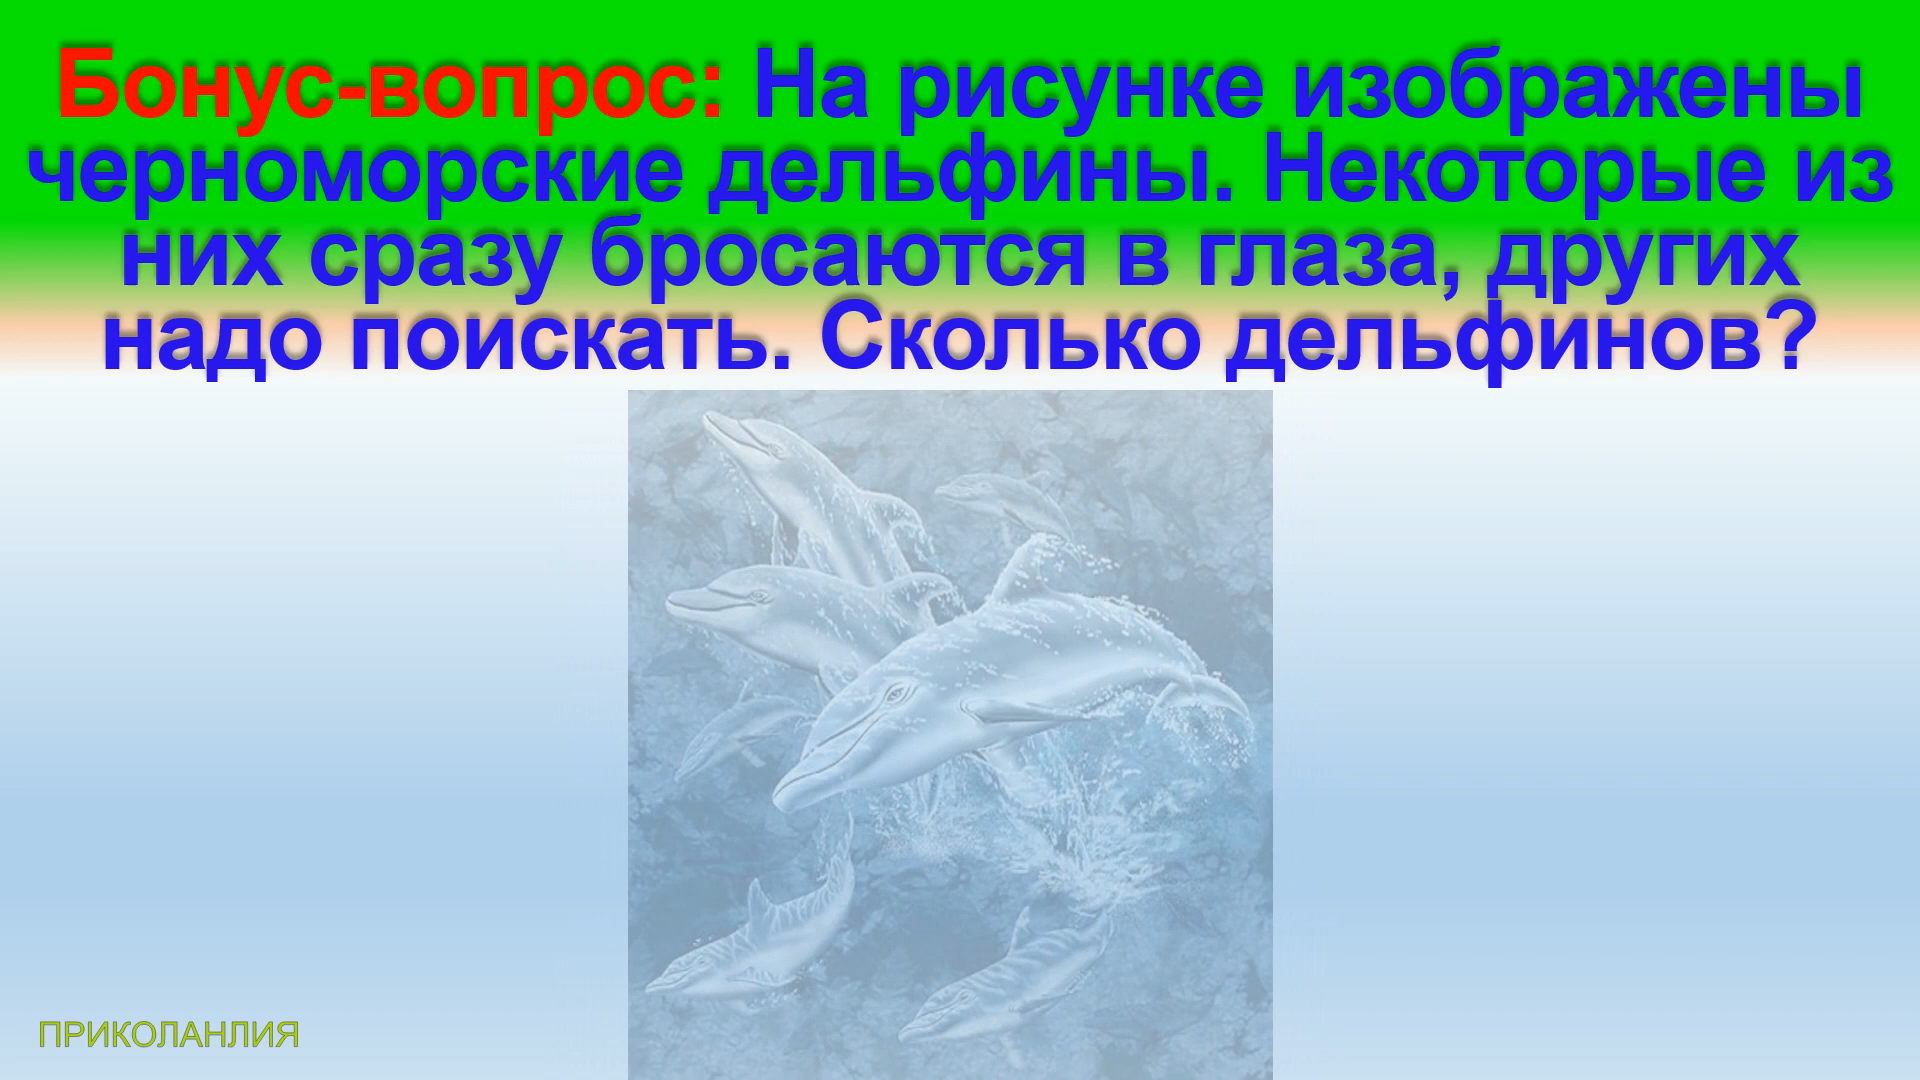 Бонус-вопрос: На рисунке изображены
черноморские дельфины. Некоторые из
них сразу бросаются в глаза, других
надо поискать. Сколько дельфинов?
ПРИКОЛАНЛИЯ